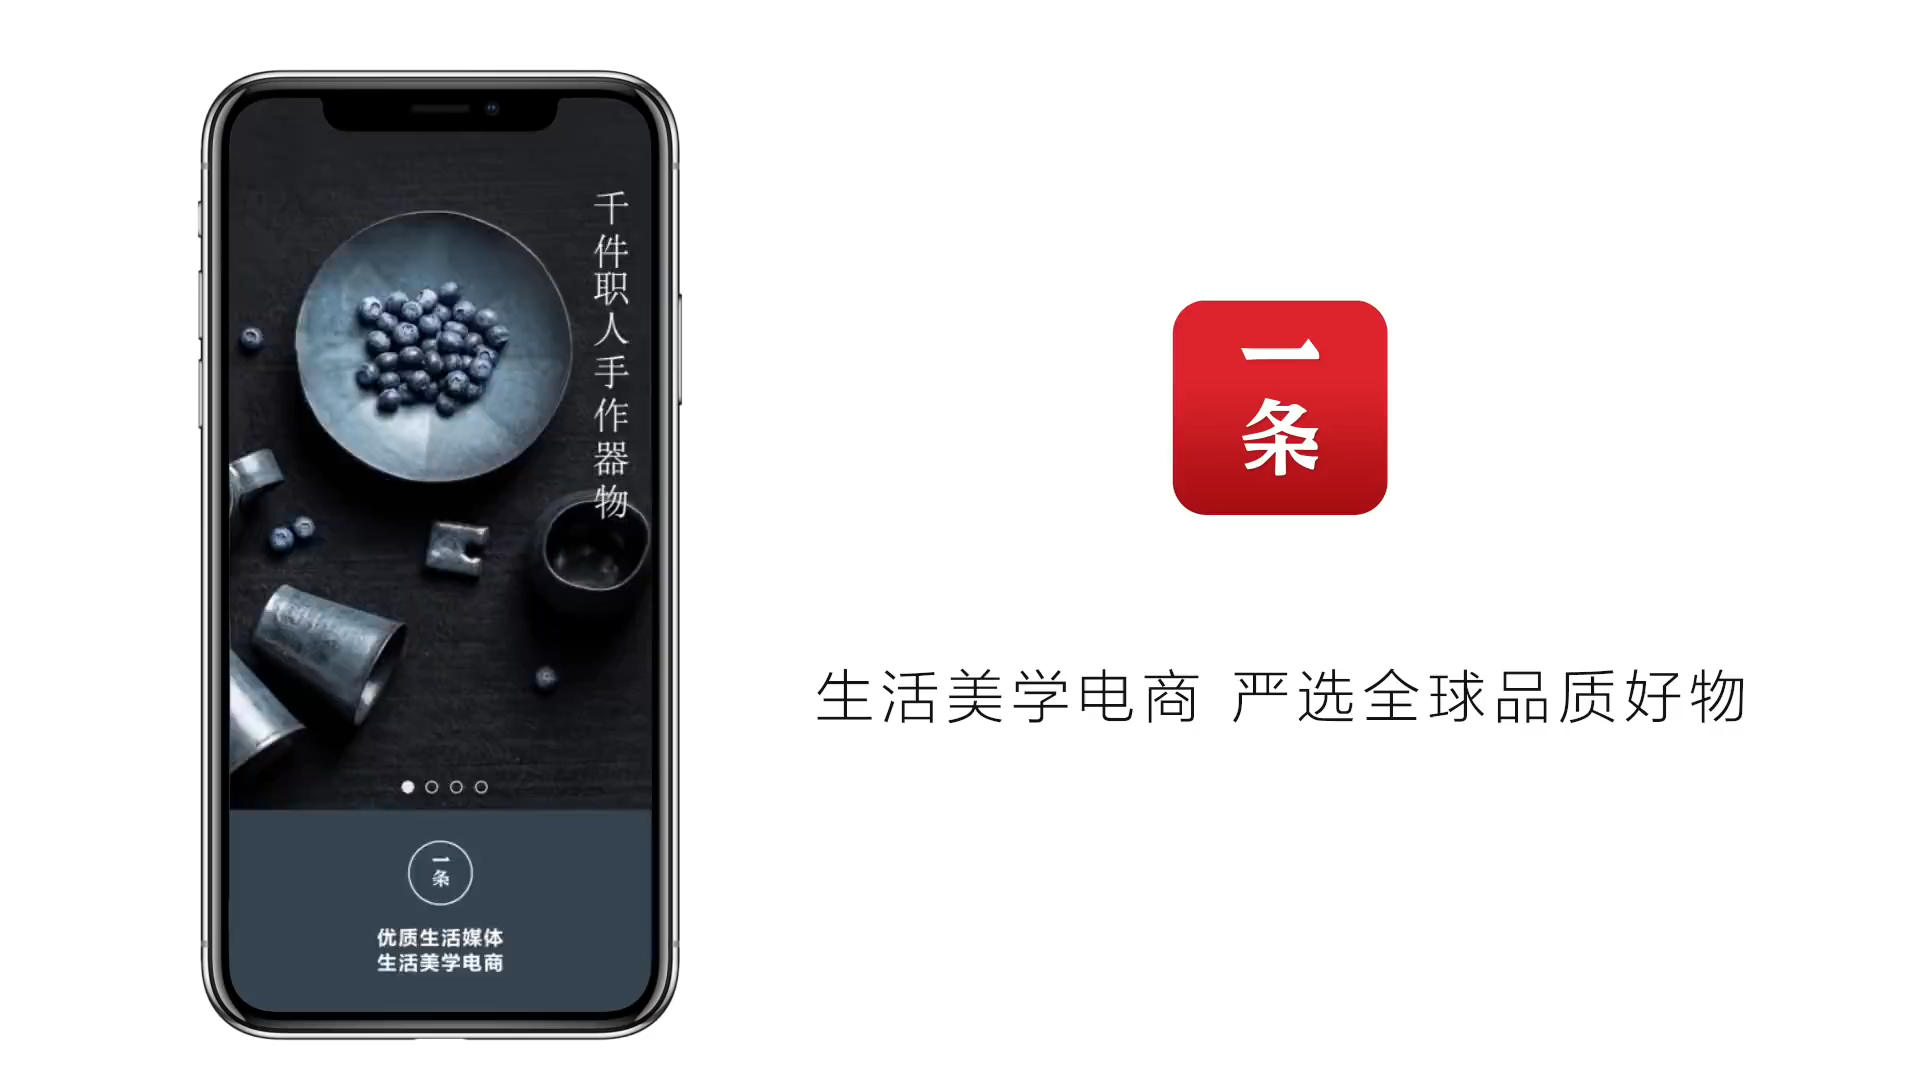 千件职人手作器物
一
条
优质生活媒体
生活美学电商
一
条
生活美学电商 严选全球品质好物